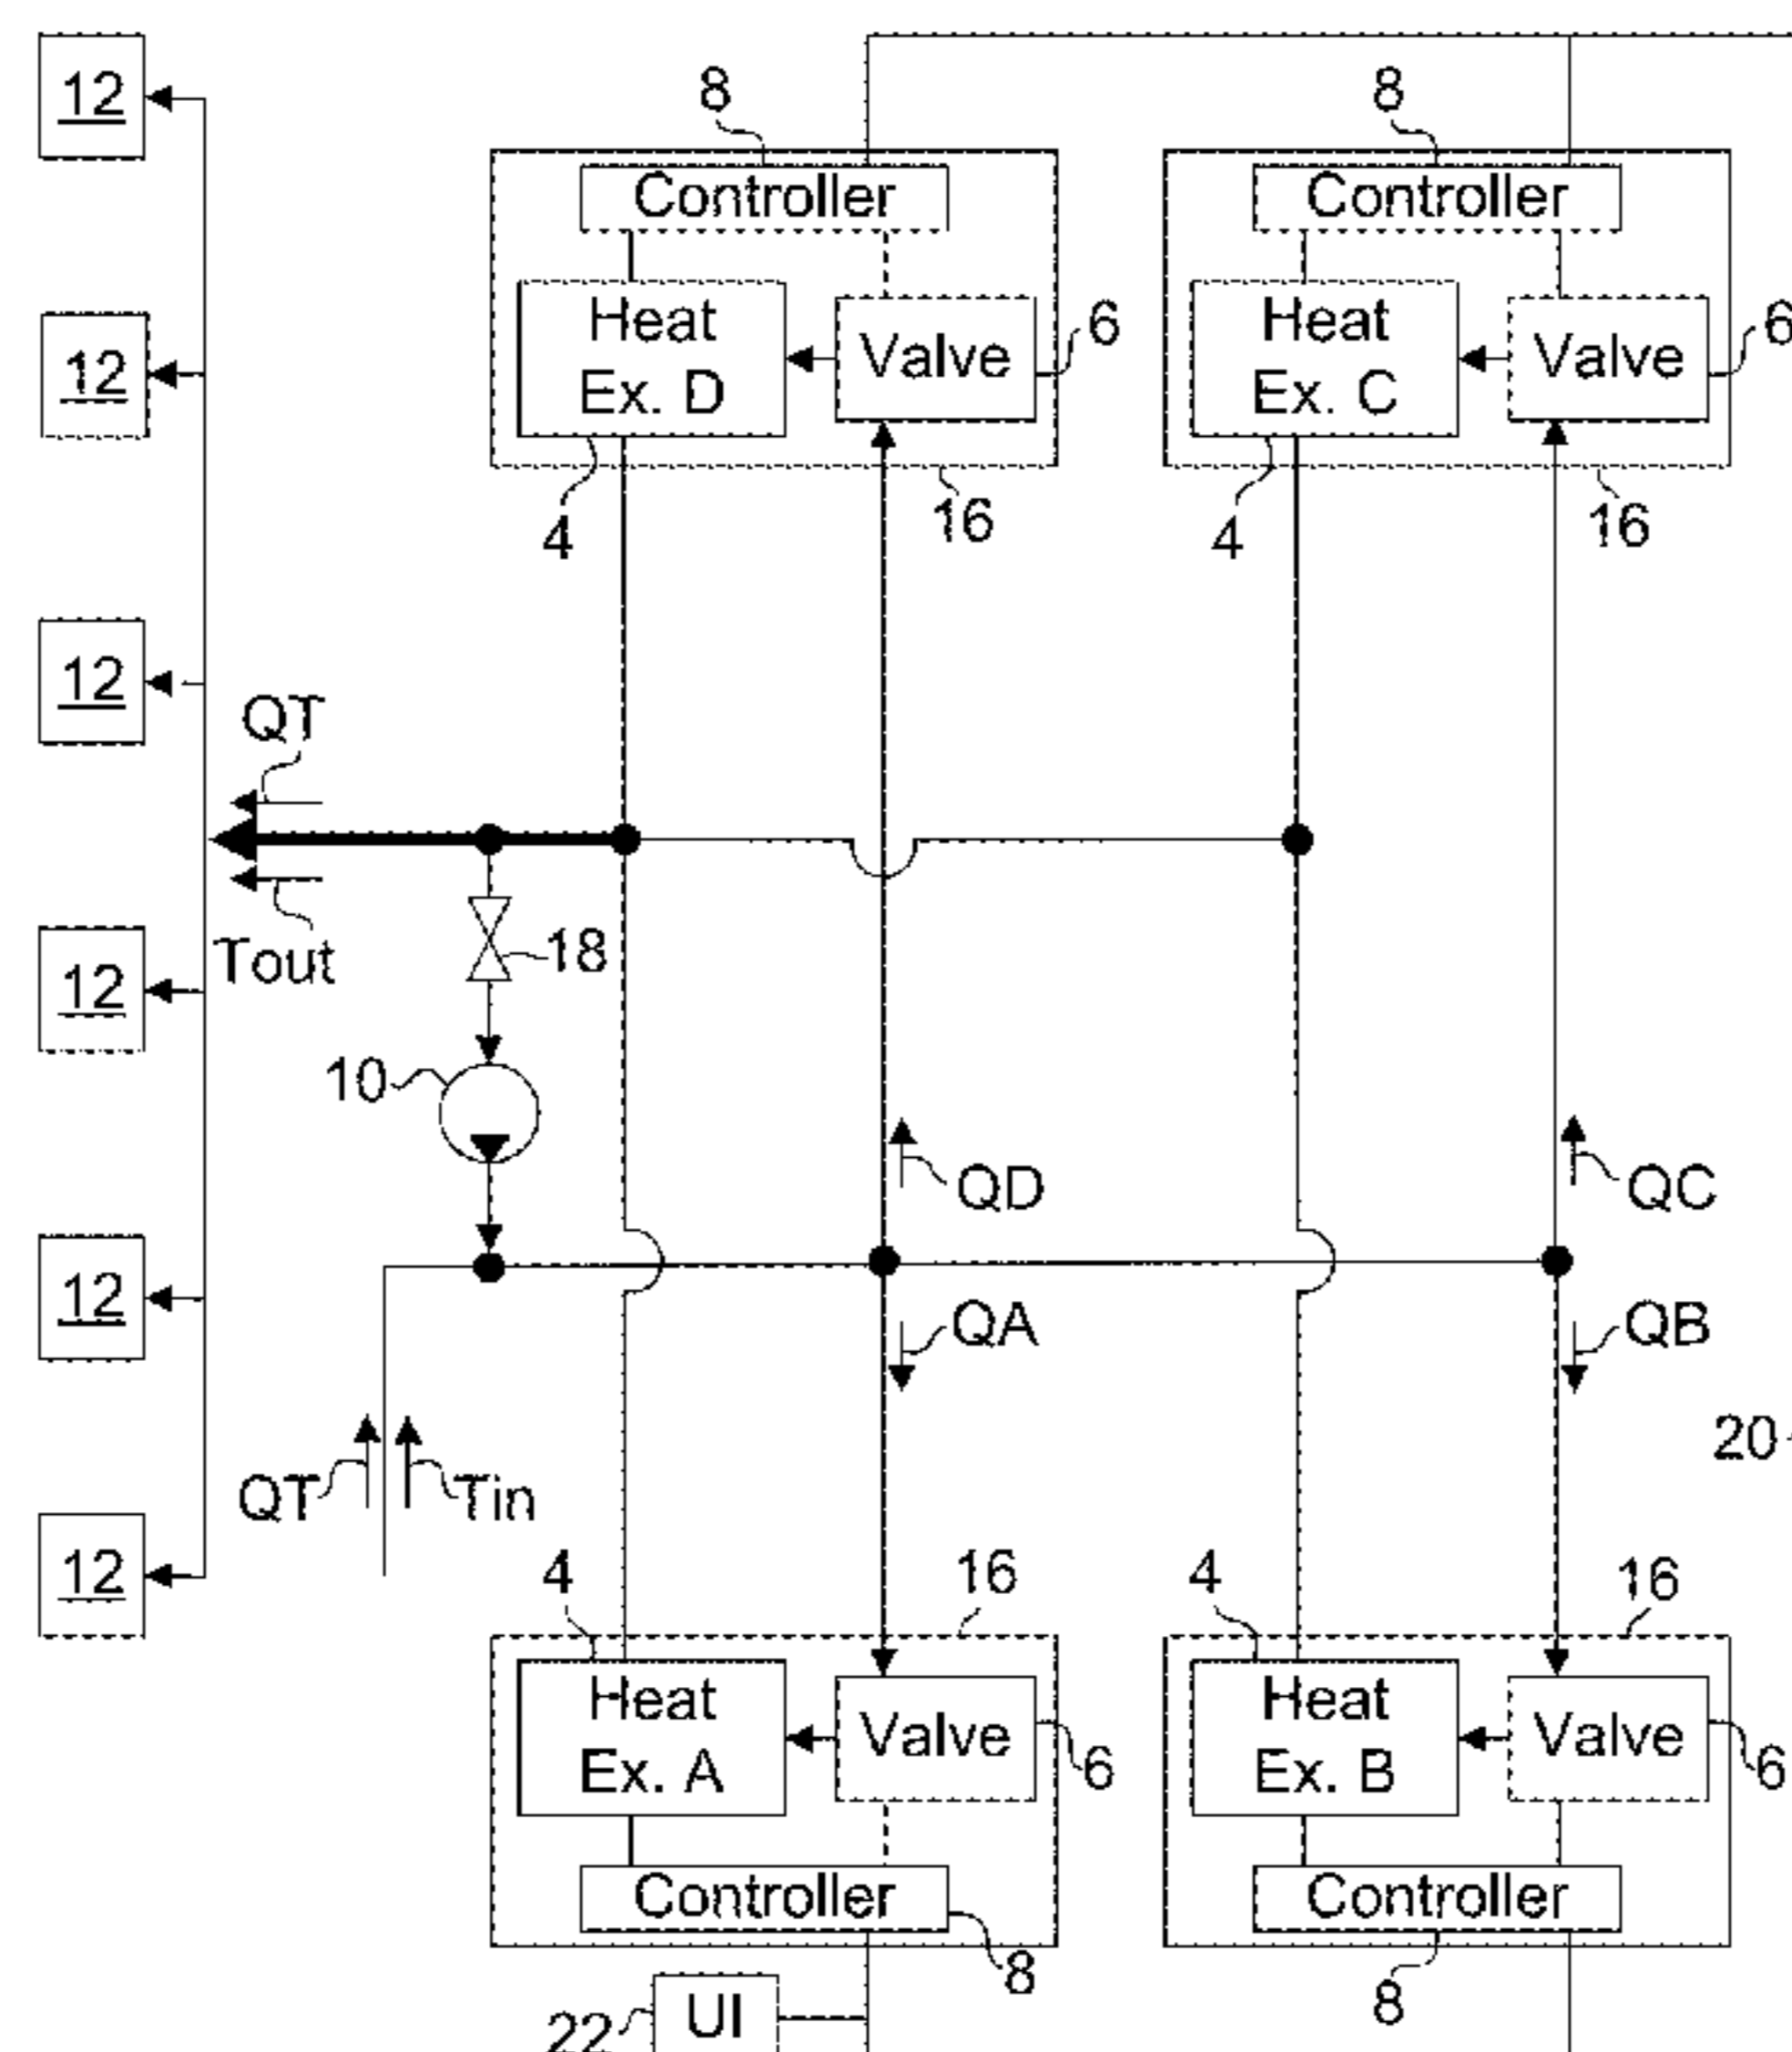 12
8
8
Controller
Controller
Heat
Ex. D
Valve
6
Heat
Ex. C
Valve
6
12
4
16
4
16
12
QT
Tout
18
12
10
QD
QC
QA
QB
12
20
QT
Tin
12
4
16
4
16
Heat
Ex. A
Valve
6
Heat
Ex. B
Valve
6
Controller
Controller
8
8
22
UI